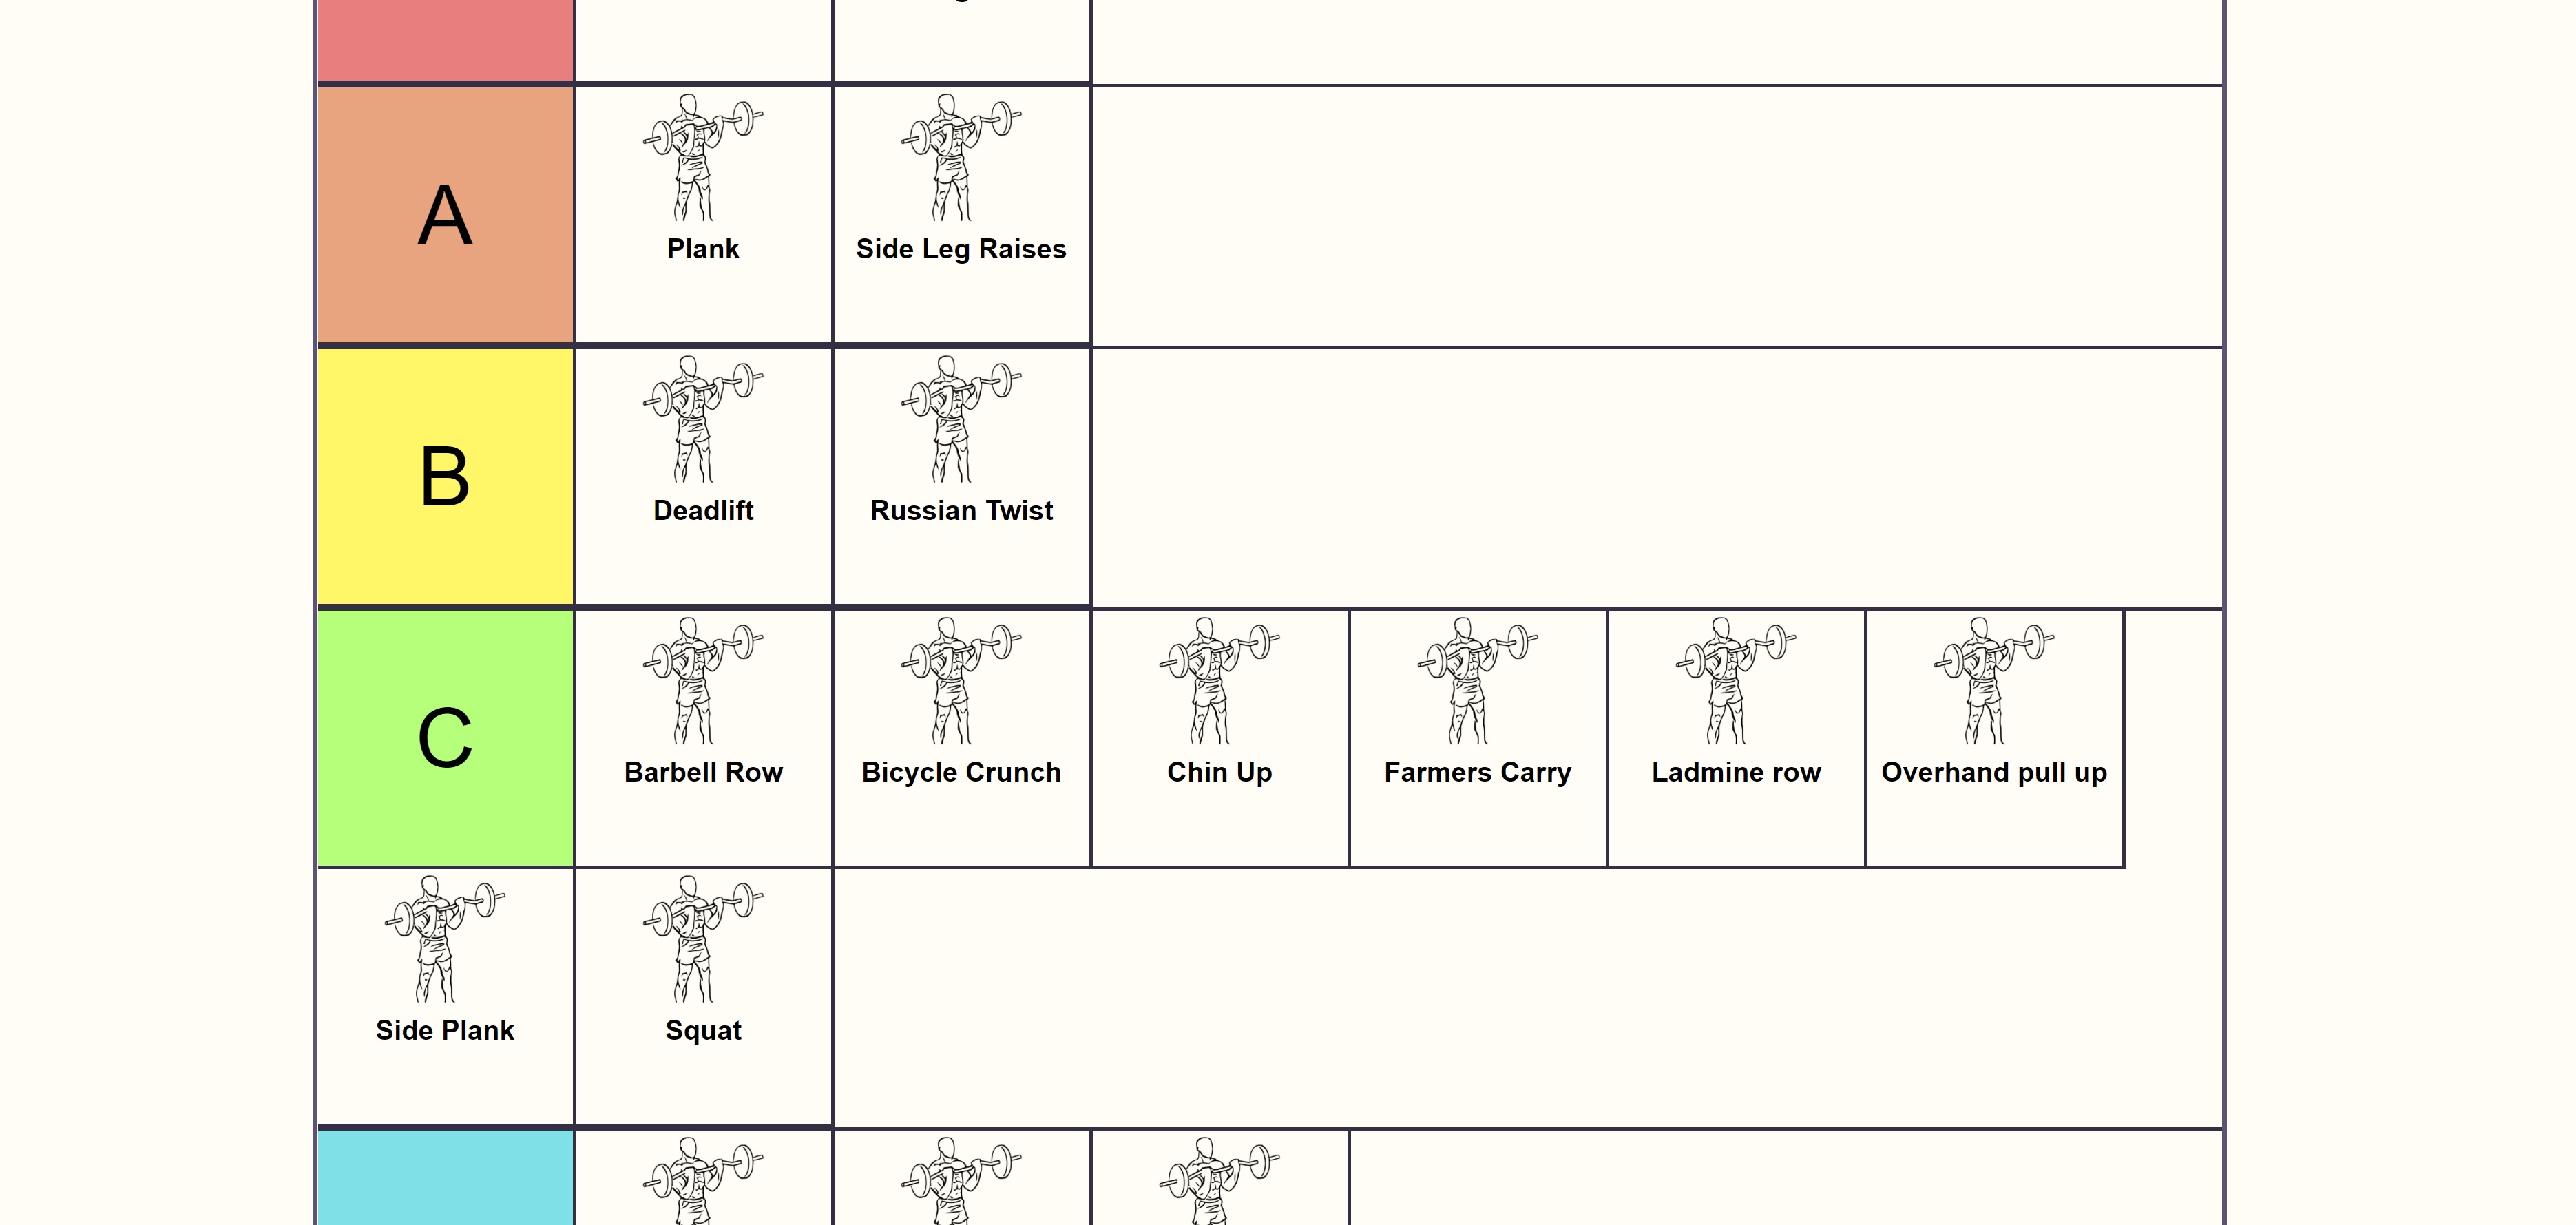 A
Plank
Side Leg Raises
B
Deadlift
Russian Twist
C
Barbell Row
Bicycle Crunch
Chin Up
Farmers Carry
Ladmine row
Overhand pull up
Side Plank
Squat